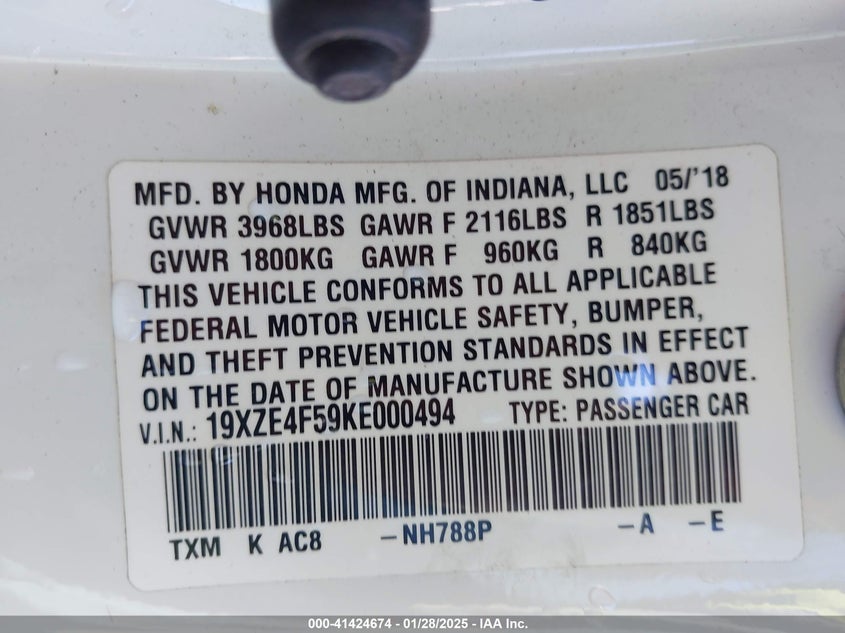 MFD. BY HONDA MFG. OF INDIANA, LLC 05/'18
GVWR 3968LBS GAWR F 2116LBS R 1851LBS
GVWR 1800KG GAWR F 960KG R 840KG
THIS VEHICLE CONFORMS TO ALL APPLICABLE
FEDERAL MOTOR VEHICLE SAFETY, BUMPER,
AND THEFT PREVENTION STANDARDS IN EFFECT
ON THE DATE OF MANUFACTURE SHOWN ABOVE.
V.I.N.: 19XZE4F59KE000494 TYPE: PASSENGER CAR
TXM K AC8 -NH788P -A -E
000-41424674 / 01/28/2025 - IAA Inc.